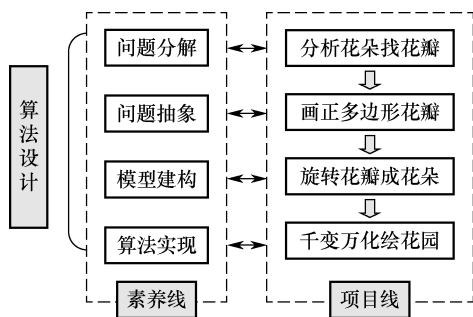 算法设计
问题分解
问题抽象
模型建构
算法实现
素养线
分析花朵找花瓣
画正多边形花瓣
旋转花瓣成花朵
千变万化绘花园
项目线